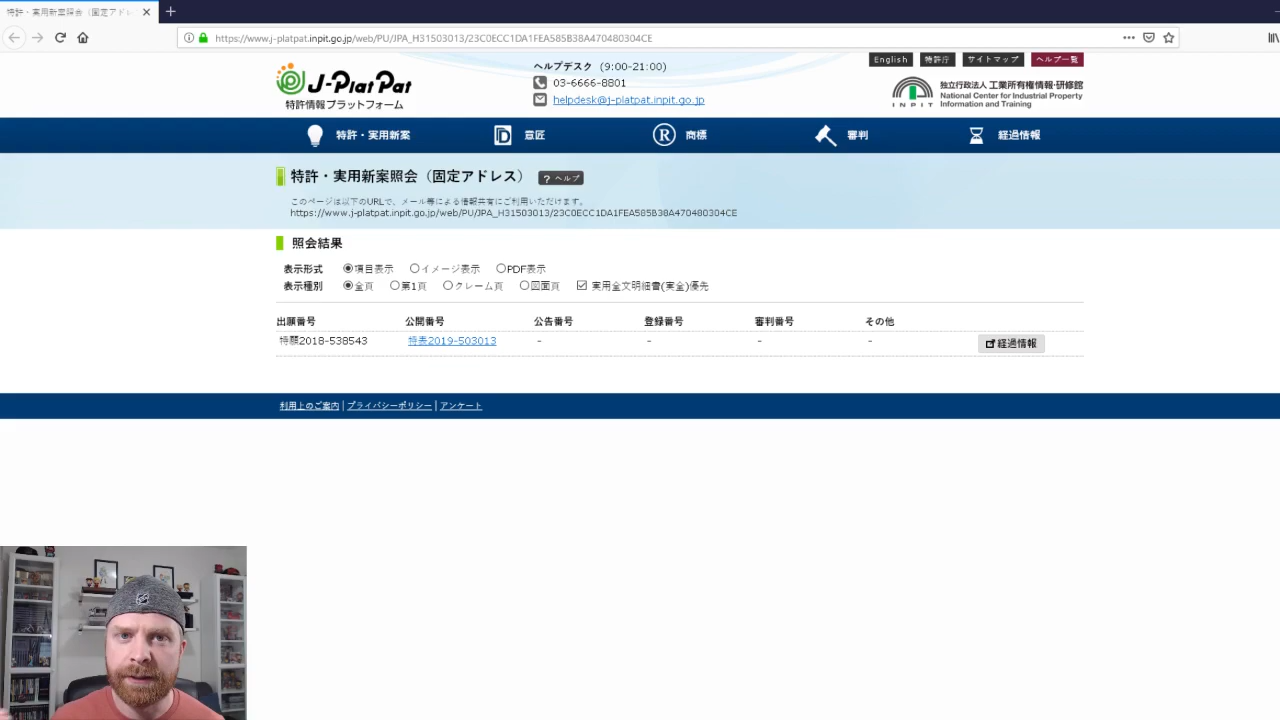 特許・実用新案照会（固定アドレス
https://www.j-platpat.inpit.go.jp/web/PU/JPA_H31503013/23C0ECC1DA1FEA585B38A470480304CE
J-PlatPat
特許情報プラットフォーム
ヘルプデスク (9:00-21:00)
03-6666-8801
helpdesk@j-platpat.inpit.go.jp
English 特許庁 サイトマップ ヘルプ一覧
INPIT
独立行政法人 工業所有権情報・研修館
National Center for Industrial Property
Information and Training
特許・実用新案 意匠 商標 審判 経過情報
特許・実用新案照会（固定アドレス） ? ヘルプ
このページは以下のURLで、メール等による情報共有にご利用いただけます。
https://www.j-platpat.inpit.go.jp/web/PU/JPA_H31503013/23C0ECC1DA1FEA585B38A470480304CE
照会結果
表示形式 項目表示 イメージ表示 PDF表示
表示種別 全頁 第1頁 クレーム頁 図面頁 実用全文明細書(実全)優先
出願番号 公開番号 公告番号 登録番号 審判番号 その他
特願2018-538543 特表2019-503013 - - - - 経過情報
利用上のご案内 | プライバシーポリシー | アンケート